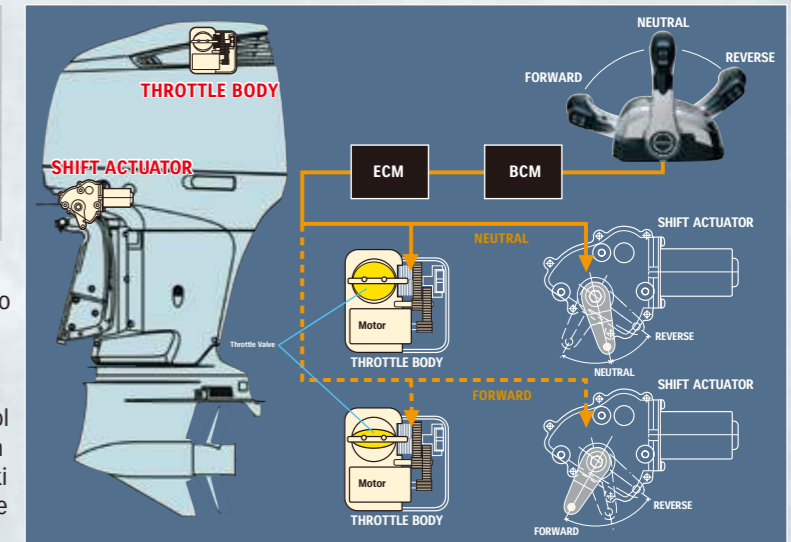 NEUTRAL
REVERSE
FORWARD
THROTTLE BODY
SHIFT ACTUATOR
ECM
BCM
SHIFT ACTUATOR
NEUTRAL
Motor
REVERSE
Throttle Valve
THROTTLE BODY
NEUTRAL
SHIFT ACTUATOR
FORWARD
Motor
REVERSE
THROTTLE BODY
FORWARD